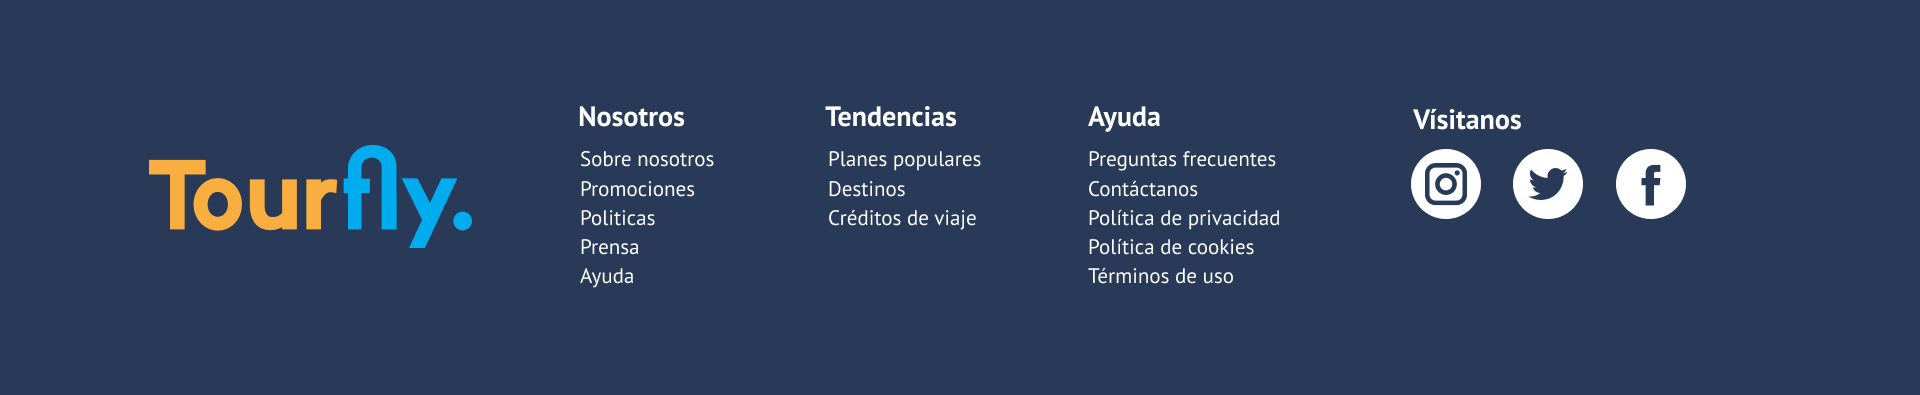 Tourfly.
Nosotros
Sobre nosotros
Promociones
Politicas
Prensa
Ayuda
Tendencias
Planes populares
Destinos
Créditos de viaje
Ayuda
Preguntas frecuentes
Contáctanos
Política de privacidad
Política de cookies
Términos de uso
Vísitanos